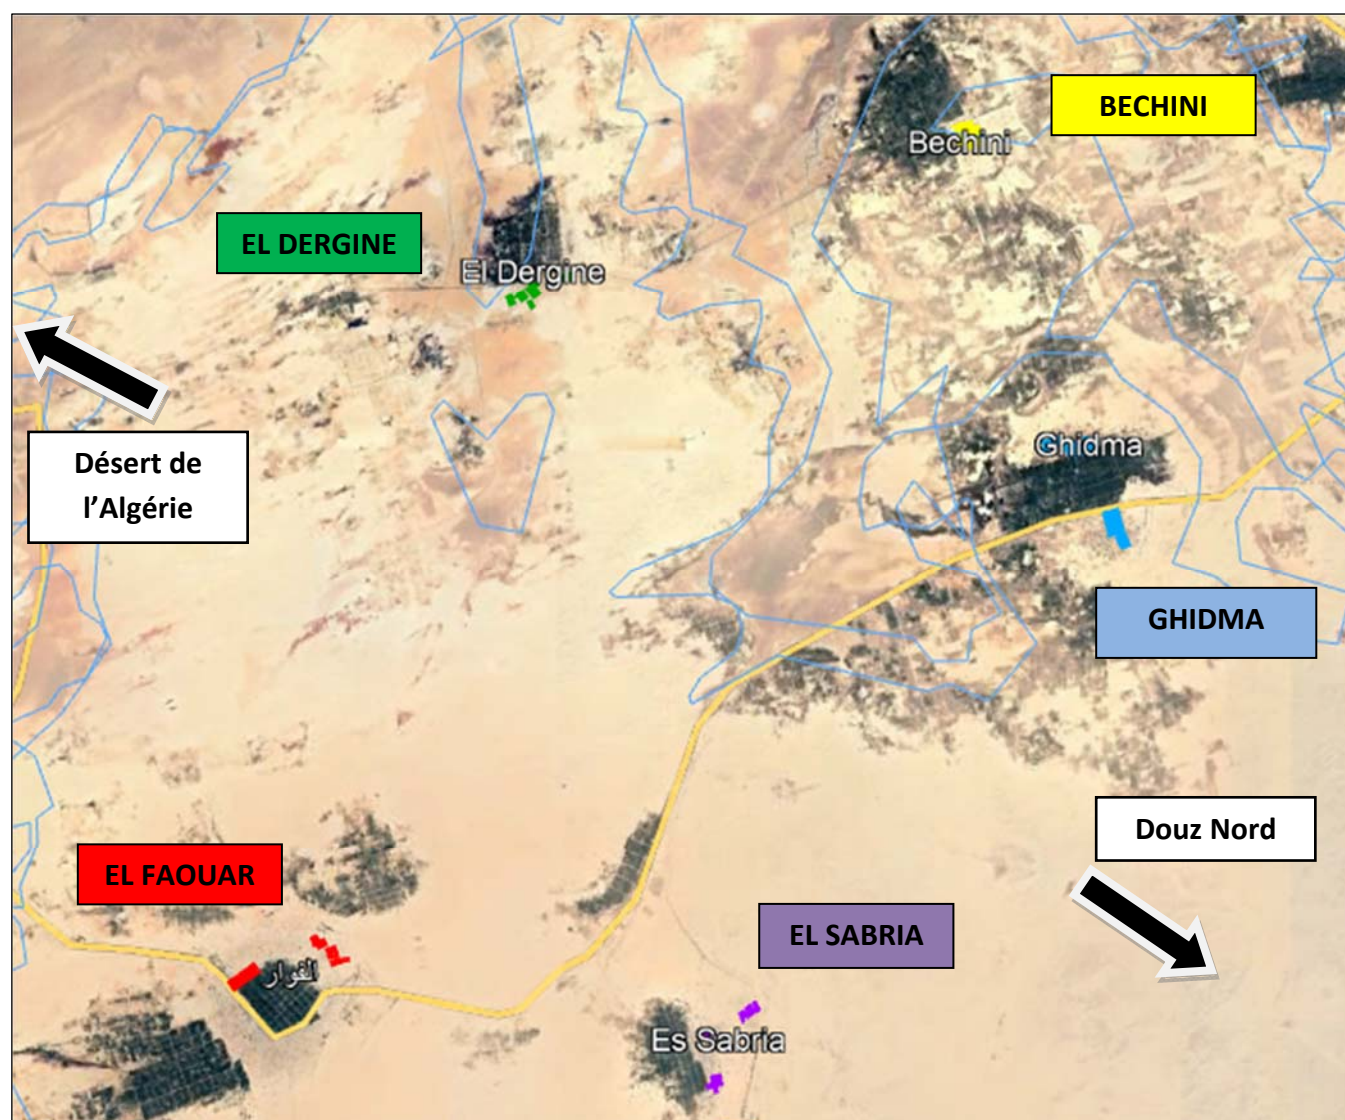 BECHINI
Bechini
EL DERGINE
El Dergine
Désert de
l’Algérie
Ghidma
GHIDMA
Douz Nord
EL FAOUAR
EL SABRIA
الفوار
Es Sabria